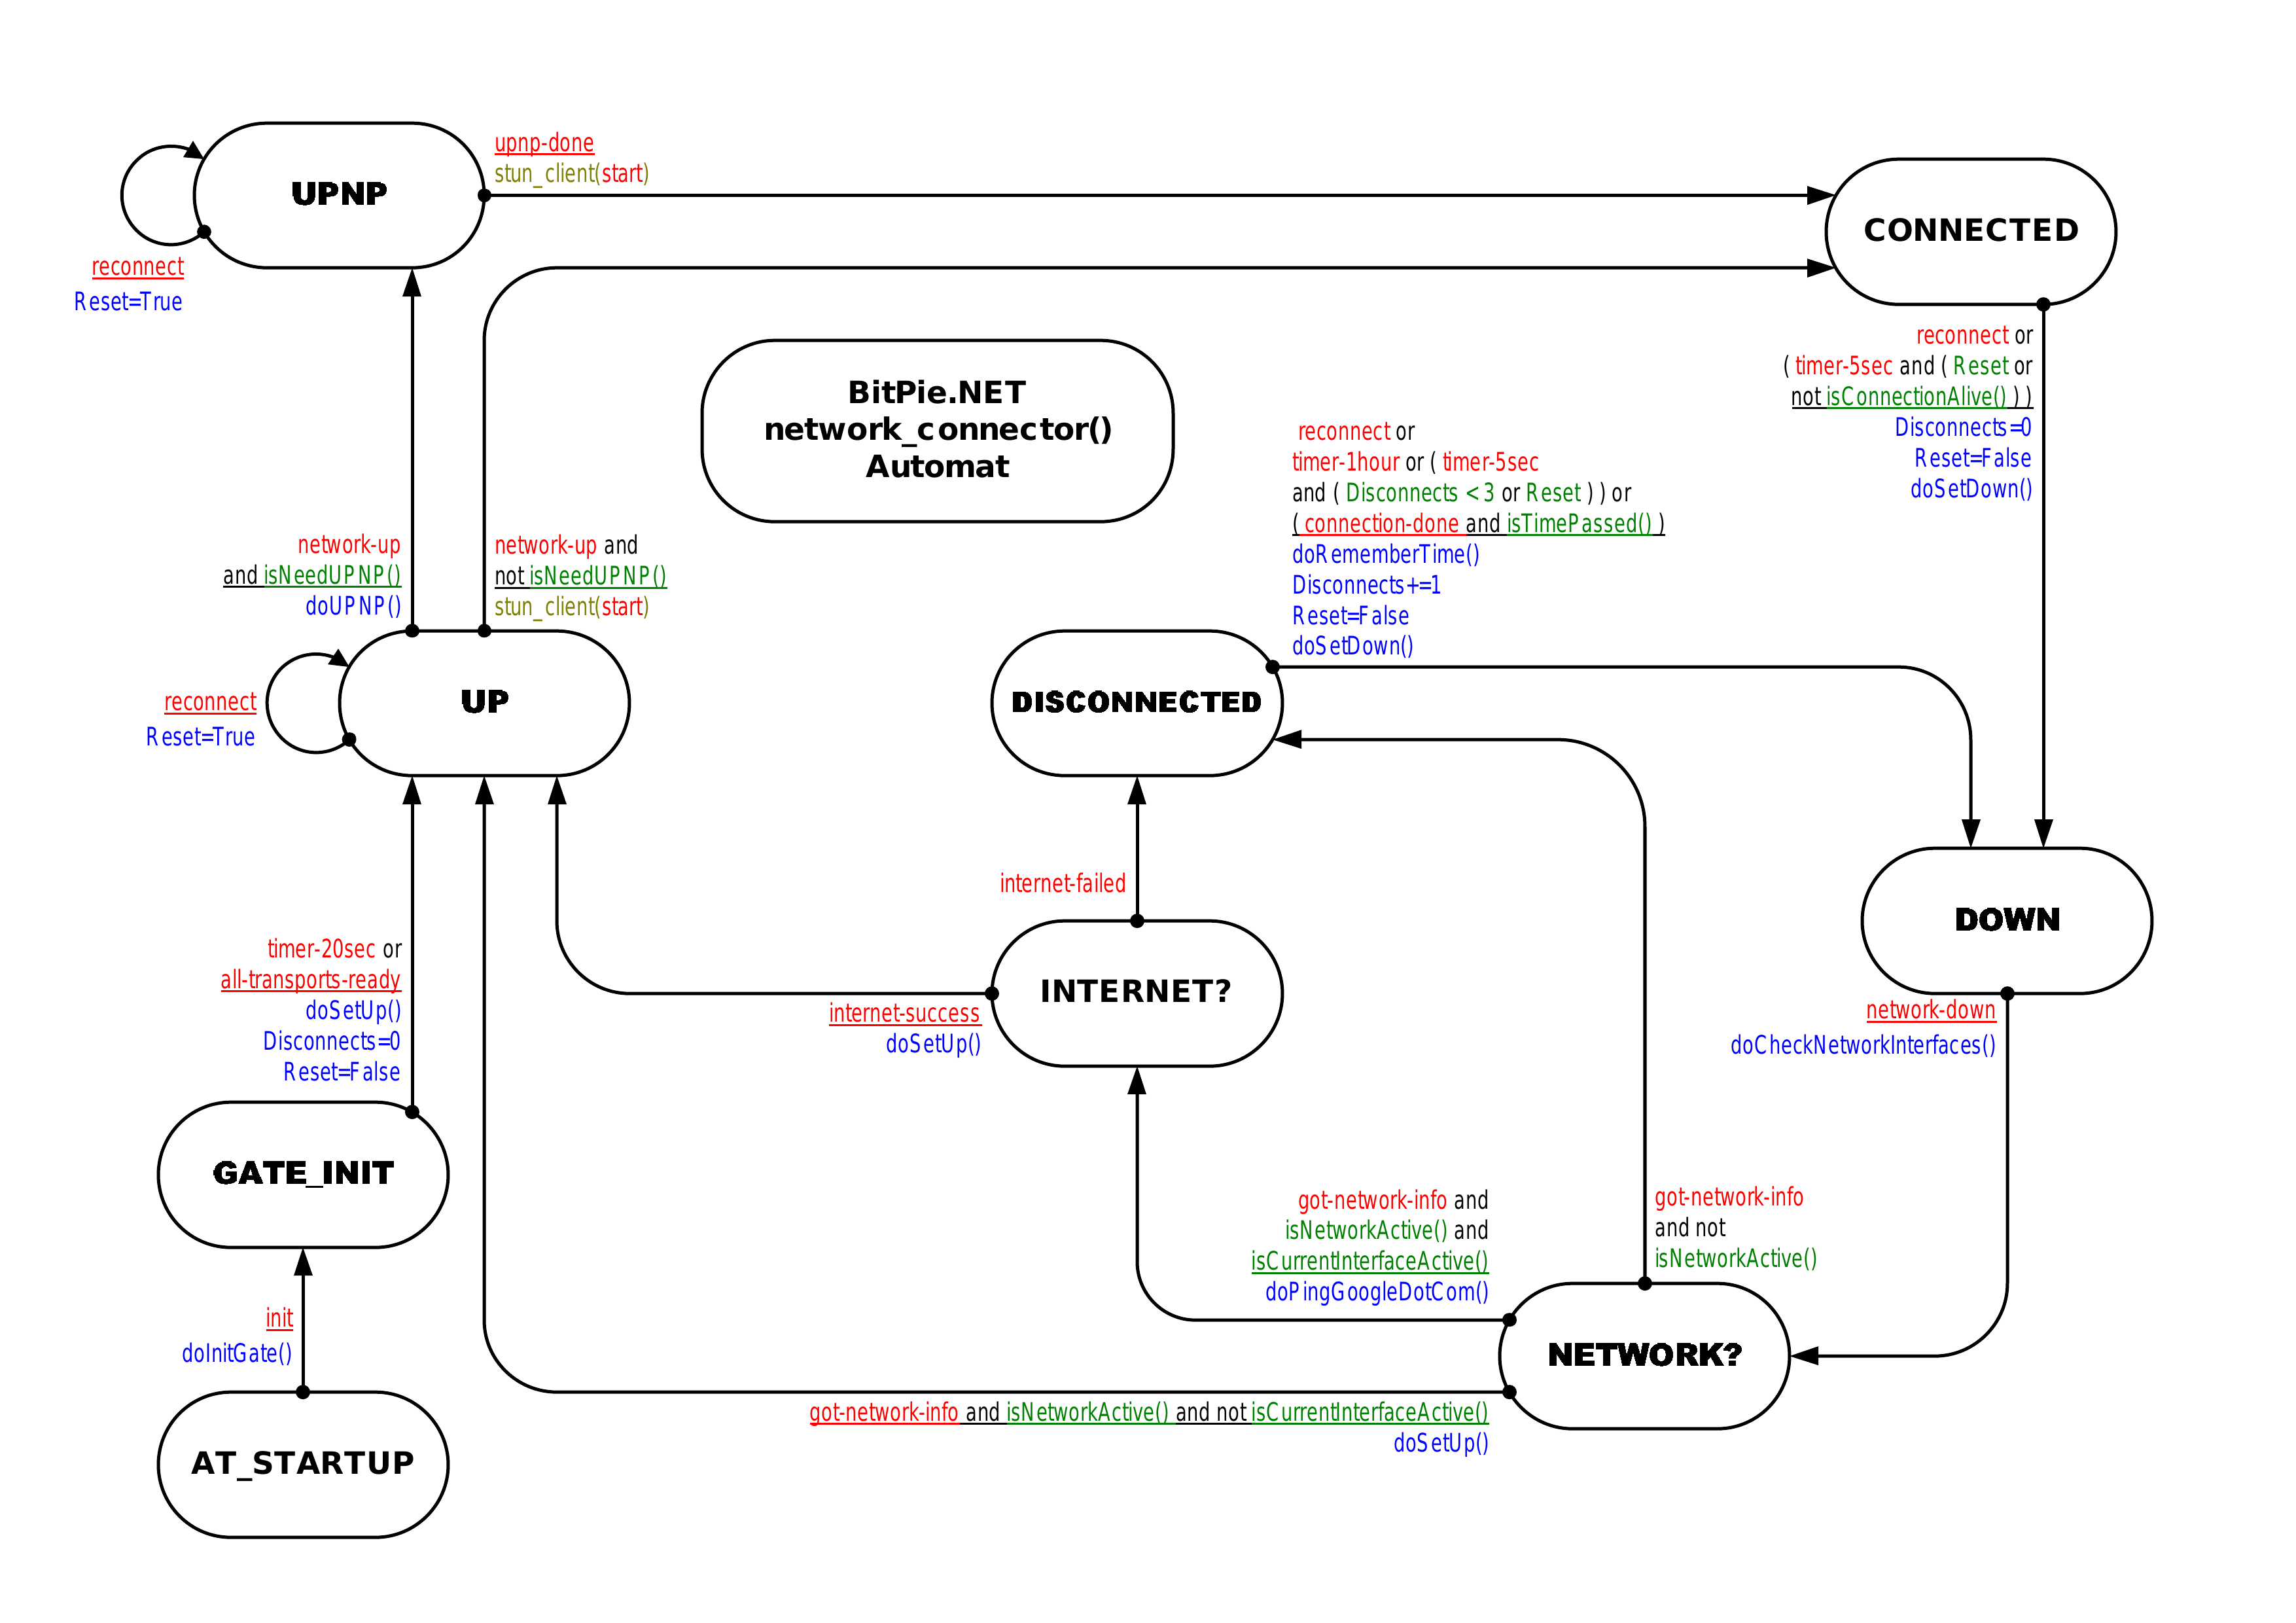 upnp-done
stun_client(start)
UPNP
CONNECTED
reconnect
Reset=True
reconnect or
( timer-5sec and ( Reset or
not isConnectionAlive() ) )
Disconnects=0
Reset=False
doSetDown()
BitPie.NET
network_connector()
Automat
reconnect or
timer-1hour or ( timer-5sec
and ( Disconnects < 3 or Reset ) ) or
( connection-done and isTimePassed() )
doRememberTime()
Disconnects+=1
Reset=False
doSetDown()
network-up
and isNeedUPNP()
doUPNP()
network-up and
not isNeedUPNP()
stun_client(start)
UP
reconnect
Reset=True
DISCONNECTED
internet-failed
DOWN
timer-20sec or
all-transports-ready
doSetUp()
Disconnects=0
Reset=False
INTERNET?
internet-success
doSetUp()
network-down
doCheckNetworkInterfaces()
GATE_INIT
got-network-info and
isNetworkActive() and
isCurrentInterfaceActive()
doPingGoogleDotCom()
got-network-info
and not
isNetworkActive()
init
doInitGate()
NETWORK?
got-network-info and isNetworkActive() and not isCurrentInterfaceActive()
doSetUp()
AT_STARTUP